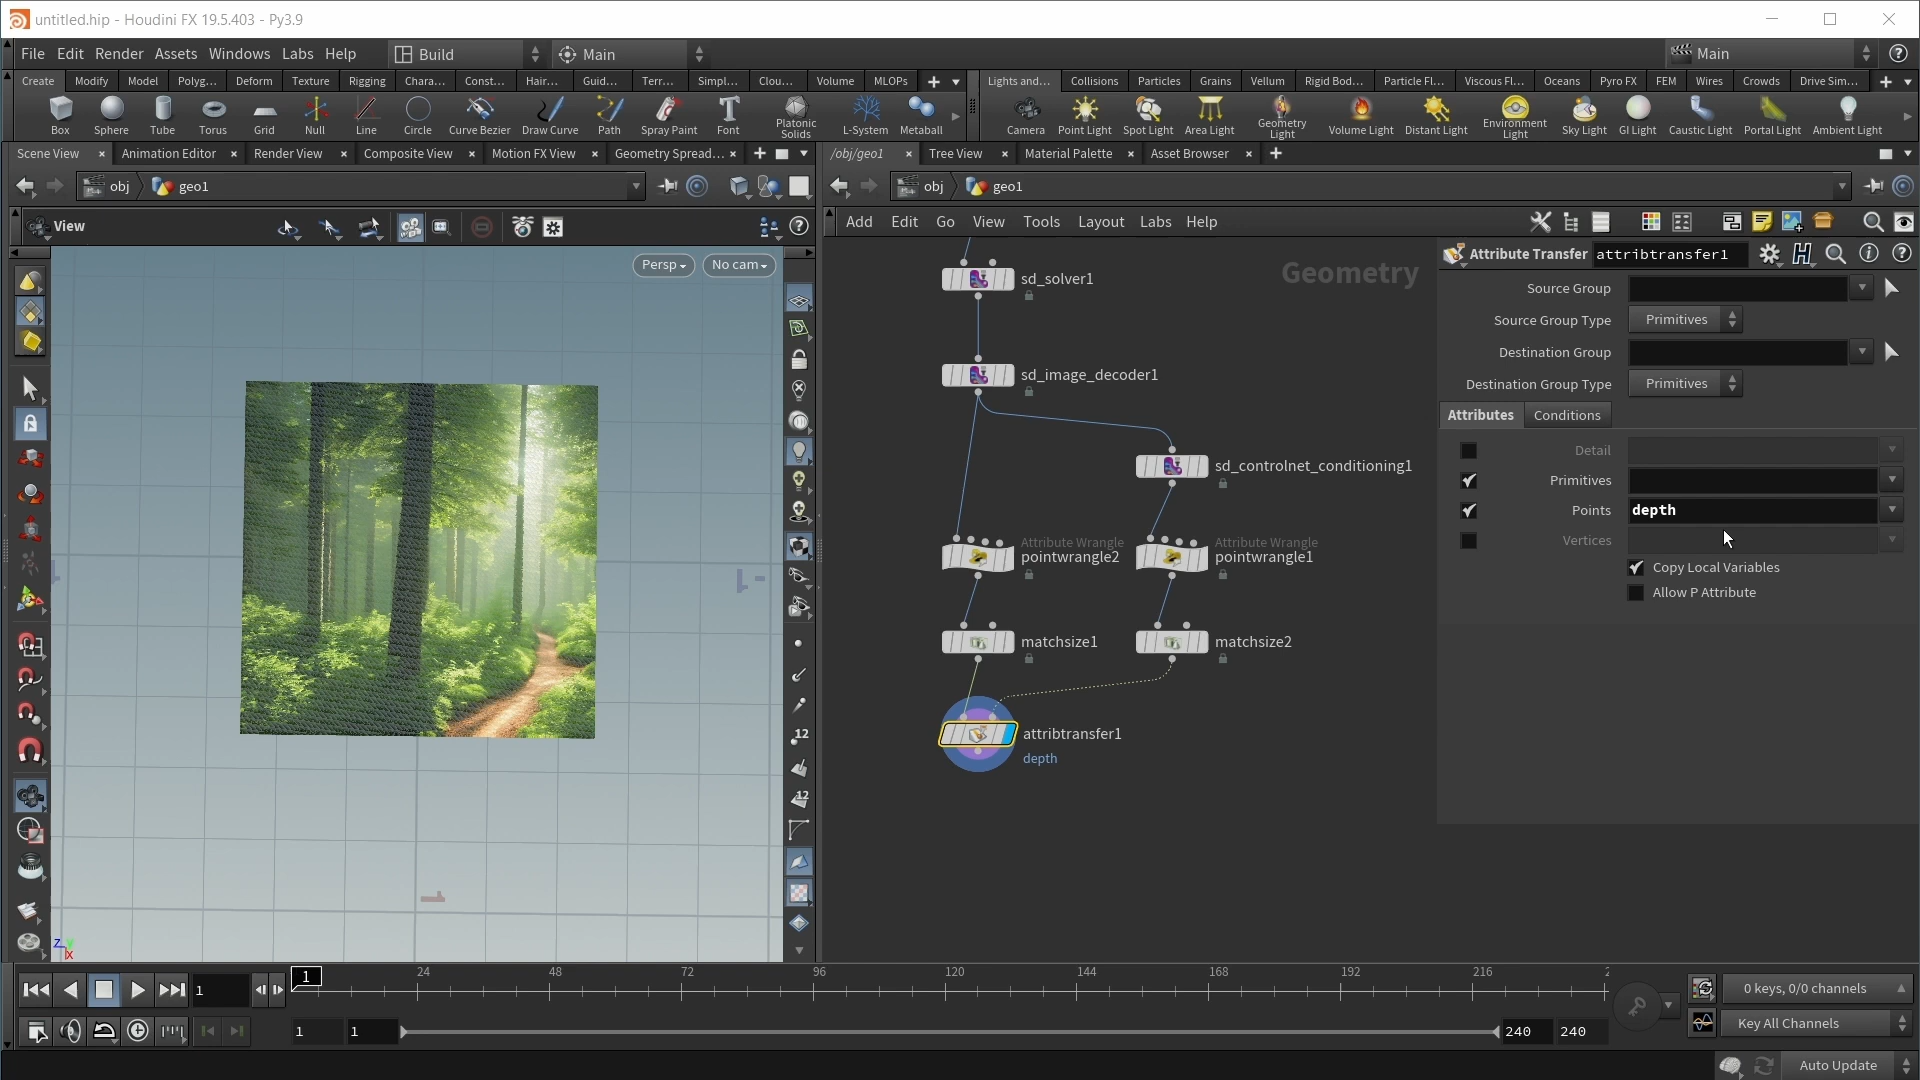 untitled.hip - Houdini FX 19.5.403 - Py3.9
File Edit Render Assets Windows Labs Help Build Main Main
Create Modify Model Polyg... Deform Texture Rigging Chara... Const... Hair... Guid... Terr... Simpl... Clou... Volume MLOPs
Lights and... Collisions Particles Grains Vellum Rigid Bod... Particle Fl... Viscous Fl... Oceans Pyro FX FEM Wires Crowds Drive Sim...
Box Sphere Tube Torus Grid Null Line Circle Curve Bezier Draw Curve Path Spray Paint Font Platonic Solids L-System Metaball
Camera Point Light Spot Light Area Light Geometry Light Volume Light Distant Light Environment Light Sky Light GI Light Caustic Light Portal Light Ambient Light
Scene View Animation Editor Render View Composite View Motion FX View Geometry Spread...
/obj/geo1 Tree View Material Palette Asset Browser
obj geo1
obj geo1
View
Add Edit Go View Tools Layout Labs Help
Persp No cam
Geometry
sd_solver1
sd_image_decoder1
sd_controlnet_conditioning1
Attribute Wrangle
pointwrangle2
Attribute Wrangle
pointwrangle1
matchsize1
matchsize2
attribtransfer1
depth
Attribute Transfer attribtransfer1
Source Group
Source Group Type Primitives
Destination Group
Destination Group Type Primitives
Attributes Conditions
Detail
Primitives
Points depth
Vertices
Copy Local Variables
Allow P Attribute
12
12
Z Y X
1 1 24 48 72 96 120 144 168 192 216 2
0 keys, 0/0 channels
1 1 240 240
Key All Channels
Auto Update